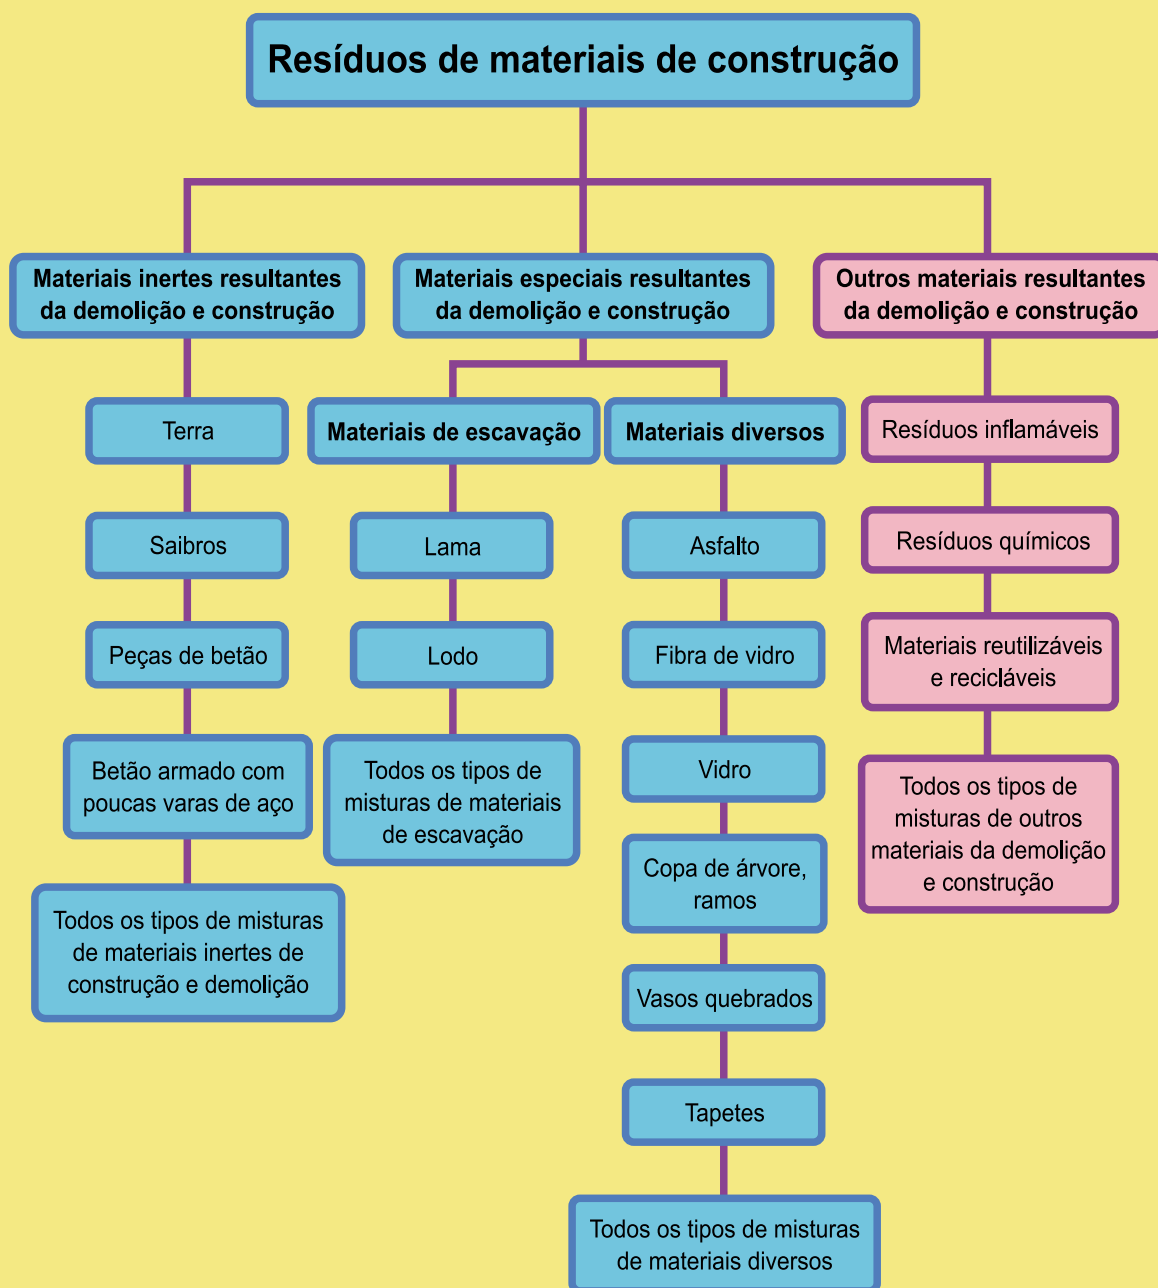 Resíduos de materiais de construção
Materiais inertes resultantes
da demolição e construção
Terra
Saibros
Peças de betão
Betão armado com
poucas varas de aço
Todos os tipos de misturas
de materiais inertes de
construção e demolição
Materiais especiais resultantes
da demolição e construção
Materiais de escavação
Lama
Lodo
Todos os tipos de
misturas de materiais
de escavação
Materiais diversos
Asfalto
Fibra de vidro
Vidro
Copa de árvore,
ramos
Vasos quebrados
Tapetes
Todos os tipos de misturas
de materiais diversos
Outros materiais resultantes
da demolição e construção
Resíduos inflamáveis
Resíduos químicos
Materiais reutilizáveis
e recicláveis
Todos os tipos de
misturas de outros
materiais da demolição
e construção